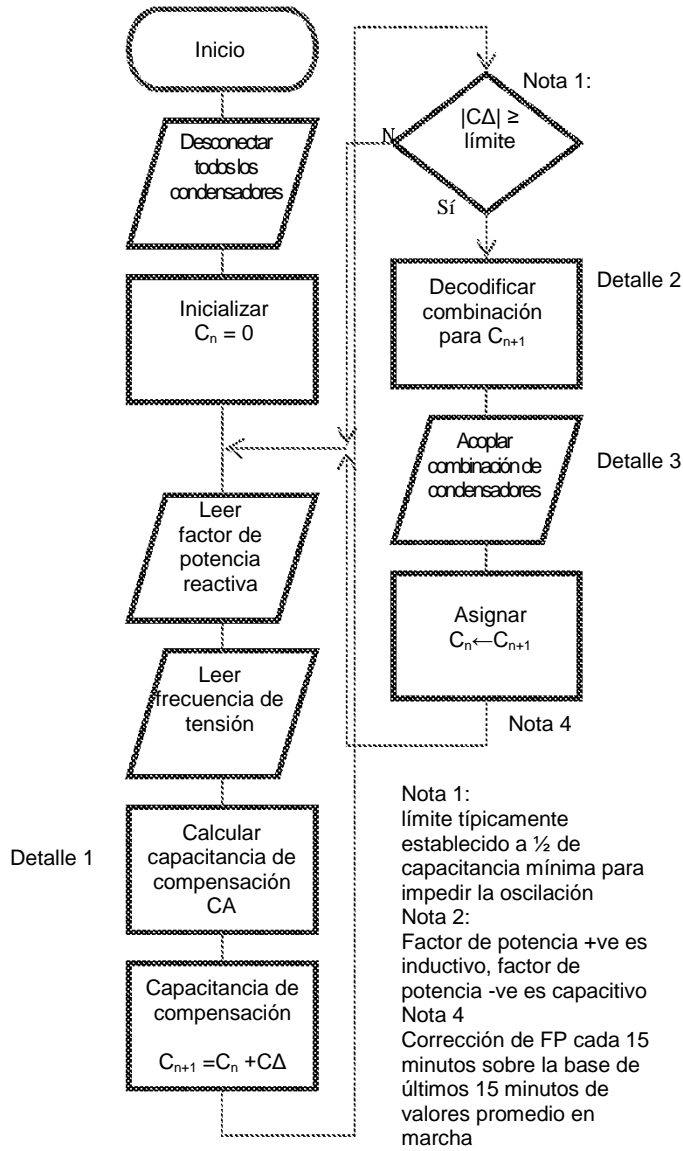 Inicio
Desconectar
todos los
condensadores
Inicializar
Cₙ = 0
Leer
factor de
potencia
reactiva
Leer
frecuencia de
tensión
Detalle 1
Calcular
capacitancia de
compensación
CA
Capacitancia de
compensación
Cₙ₊₁ =Cₙ +CΔ
Nota 1:
|CΔ| ≥
límite
N
Sí
Decodificar
combinación
para Cₙ₊₁
Detalle 2
Acoplar
combinación de
condensadores
Detalle 3
Asignar
Cₙ←Cₙ₊₁
Nota 4
Nota 1:
límite típicamente
establecido a ½ de
capacitancia mínima para
impedir la oscilación
Nota 2:
Factor de potencia +ve es
inductivo, factor de
potencia -ve es capacitivo
Nota 4
Corrección de FP cada 15
minutos sobre la base de
últimos 15 minutos de
valores promedio en
marcha